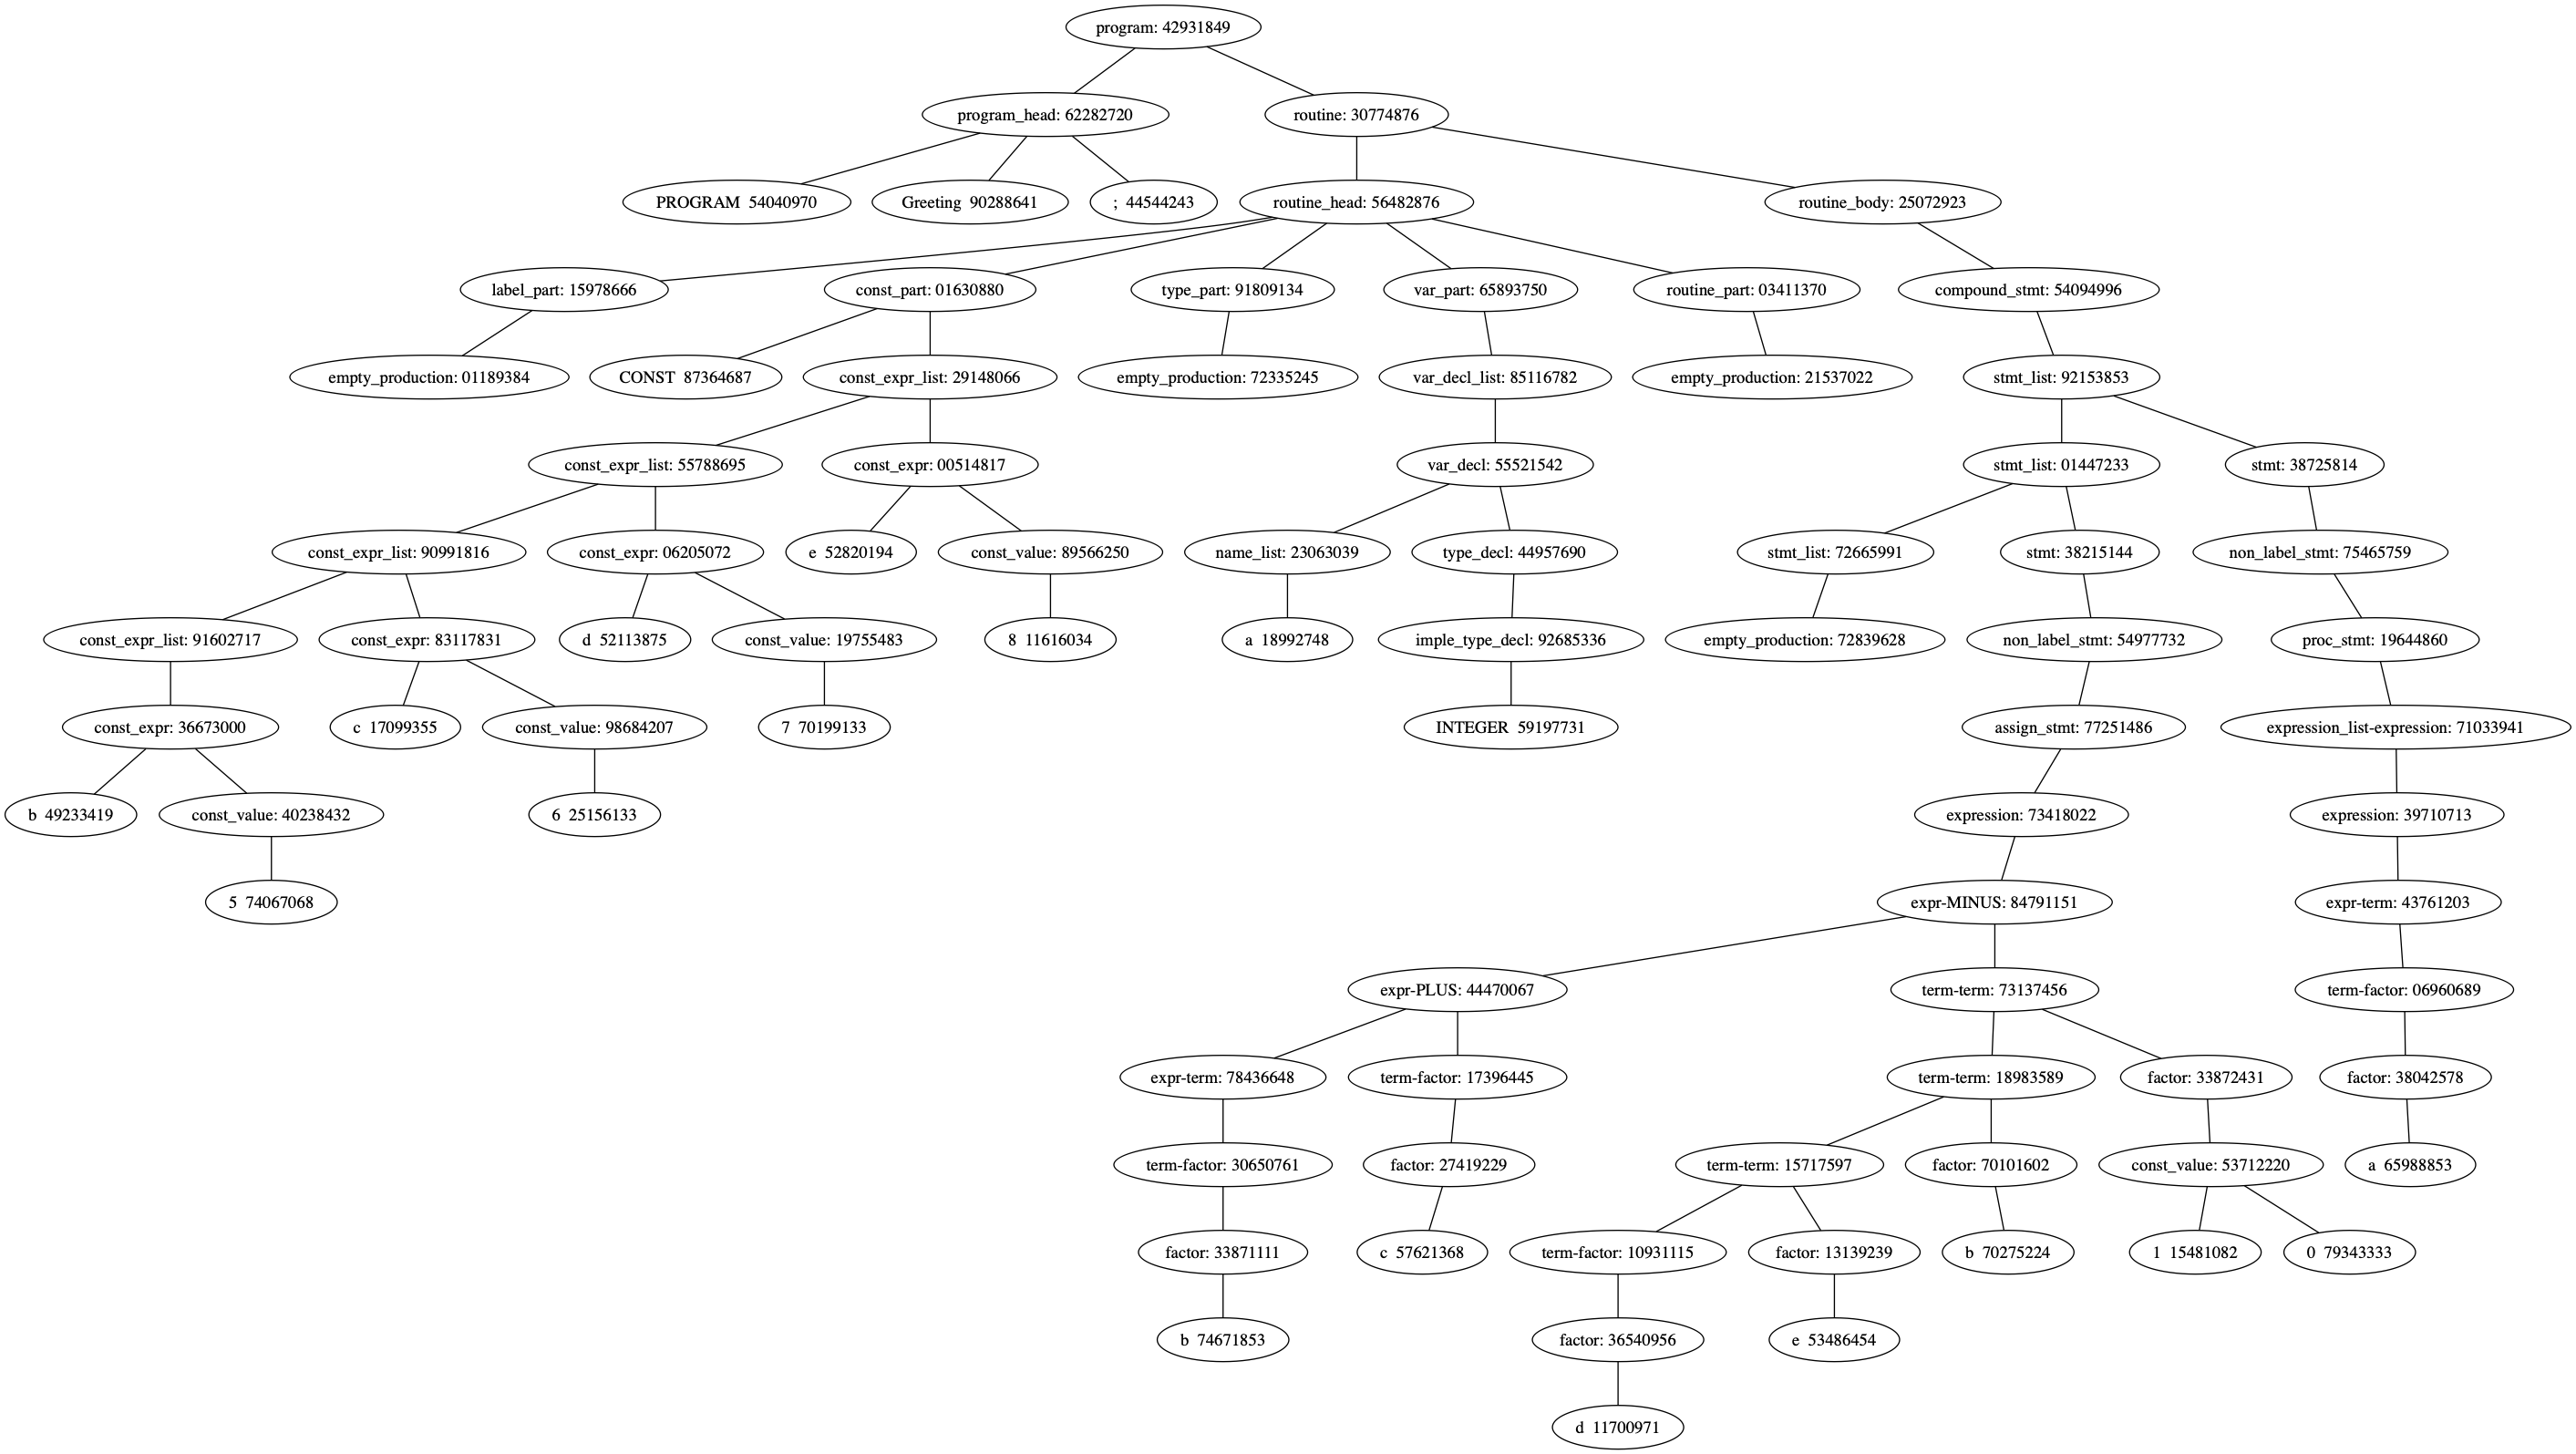 program: 42931849
program_head: 62282720
routine: 30774876
PROGRAM  54040970
Greeting  90288641
;  44544243
routine_head: 56482876
routine_body: 25072923
label_part: 15978666
const_part: 01630880
type_part: 91809134
var_part: 65893750
routine_part: 03411370
compound_stmt: 54094996
empty_production: 01189384
CONST  87364687
const_expr_list: 29148066
empty_production: 72335245
var_decl_list: 85116782
empty_production: 21537022
stmt_list: 92153853
const_expr_list: 55788695
const_expr: 00514817
var_decl: 55521542
stmt_list: 01447233
stmt: 38725814
const_expr_list: 90991816
const_expr: 06205072
e  52820194
const_value: 89566250
name_list: 23063039
type_decl: 44957690
stmt_list: 72665991
stmt: 38215144
non_label_stmt: 75465759
const_expr_list: 91602717
const_expr: 83117831
d  52113875
const_value: 19755483
8  11616034
a  18992748
imple_type_decl: 92685336
empty_production: 72839628
non_label_stmt: 54977732
proc_stmt: 19644860
const_expr: 36673000
c  17099355
const_value: 98684207
7  70199133
INTEGER  59197731
assign_stmt: 77251486
expression_list-expression: 71033941
b  49233419
const_value: 40238432
6  25156133
expression: 73418022
expression: 39710713
5  74067068
expr-MINUS: 84791151
expr-term: 43761203
expr-PLUS: 44470067
term-term: 73137456
term-factor: 06960689
expr-term: 78436648
term-factor: 17396445
term-term: 18983589
factor: 33872431
factor: 38042578
term-factor: 30650761
factor: 27419229
term-term: 15717597
factor: 70101602
const_value: 53712220
a  65988853
factor: 33871111
c  57621368
term-factor: 10931115
factor: 13139239
b  70275224
1  15481082
0  79343333
b  74671853
factor: 36540956
e  53486454
d  11700971